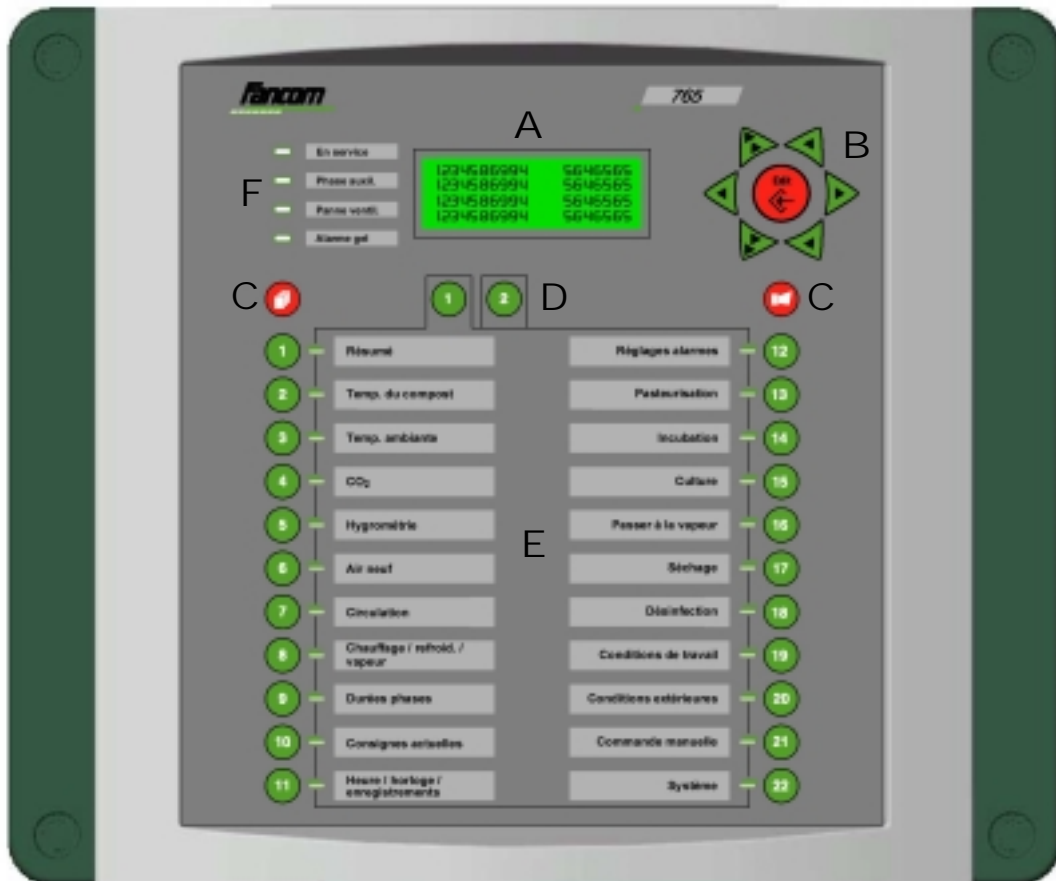 Fancom
765
A
B
En service
F
Phase auxil.
Panne ventil.
Alarme gel
1234586994 5646565
1234586994 5646565
1234586994 5646565
1234586994 5646565
Edit
C
1
2
D
C
1 Résumé
2 Temp. du compost
3 Temp. ambiante
4 CO₂
5 Hygrométrie
6 Air neuf
7 Circulation
8 Chauffage / refroid. /
vapeur
9 Durées phases
10 Consignes actuelles
11 Heure / horloge /
enregistrements
E
Réglages alarmes 12
Pasteurisation 13
Incubation 14
Culture 15
Passer à la vapeur 16
Séchage 17
Désinfection 18
Conditions de travail 19
Conditions extérieures 20
Commande manuelle 21
Système 22